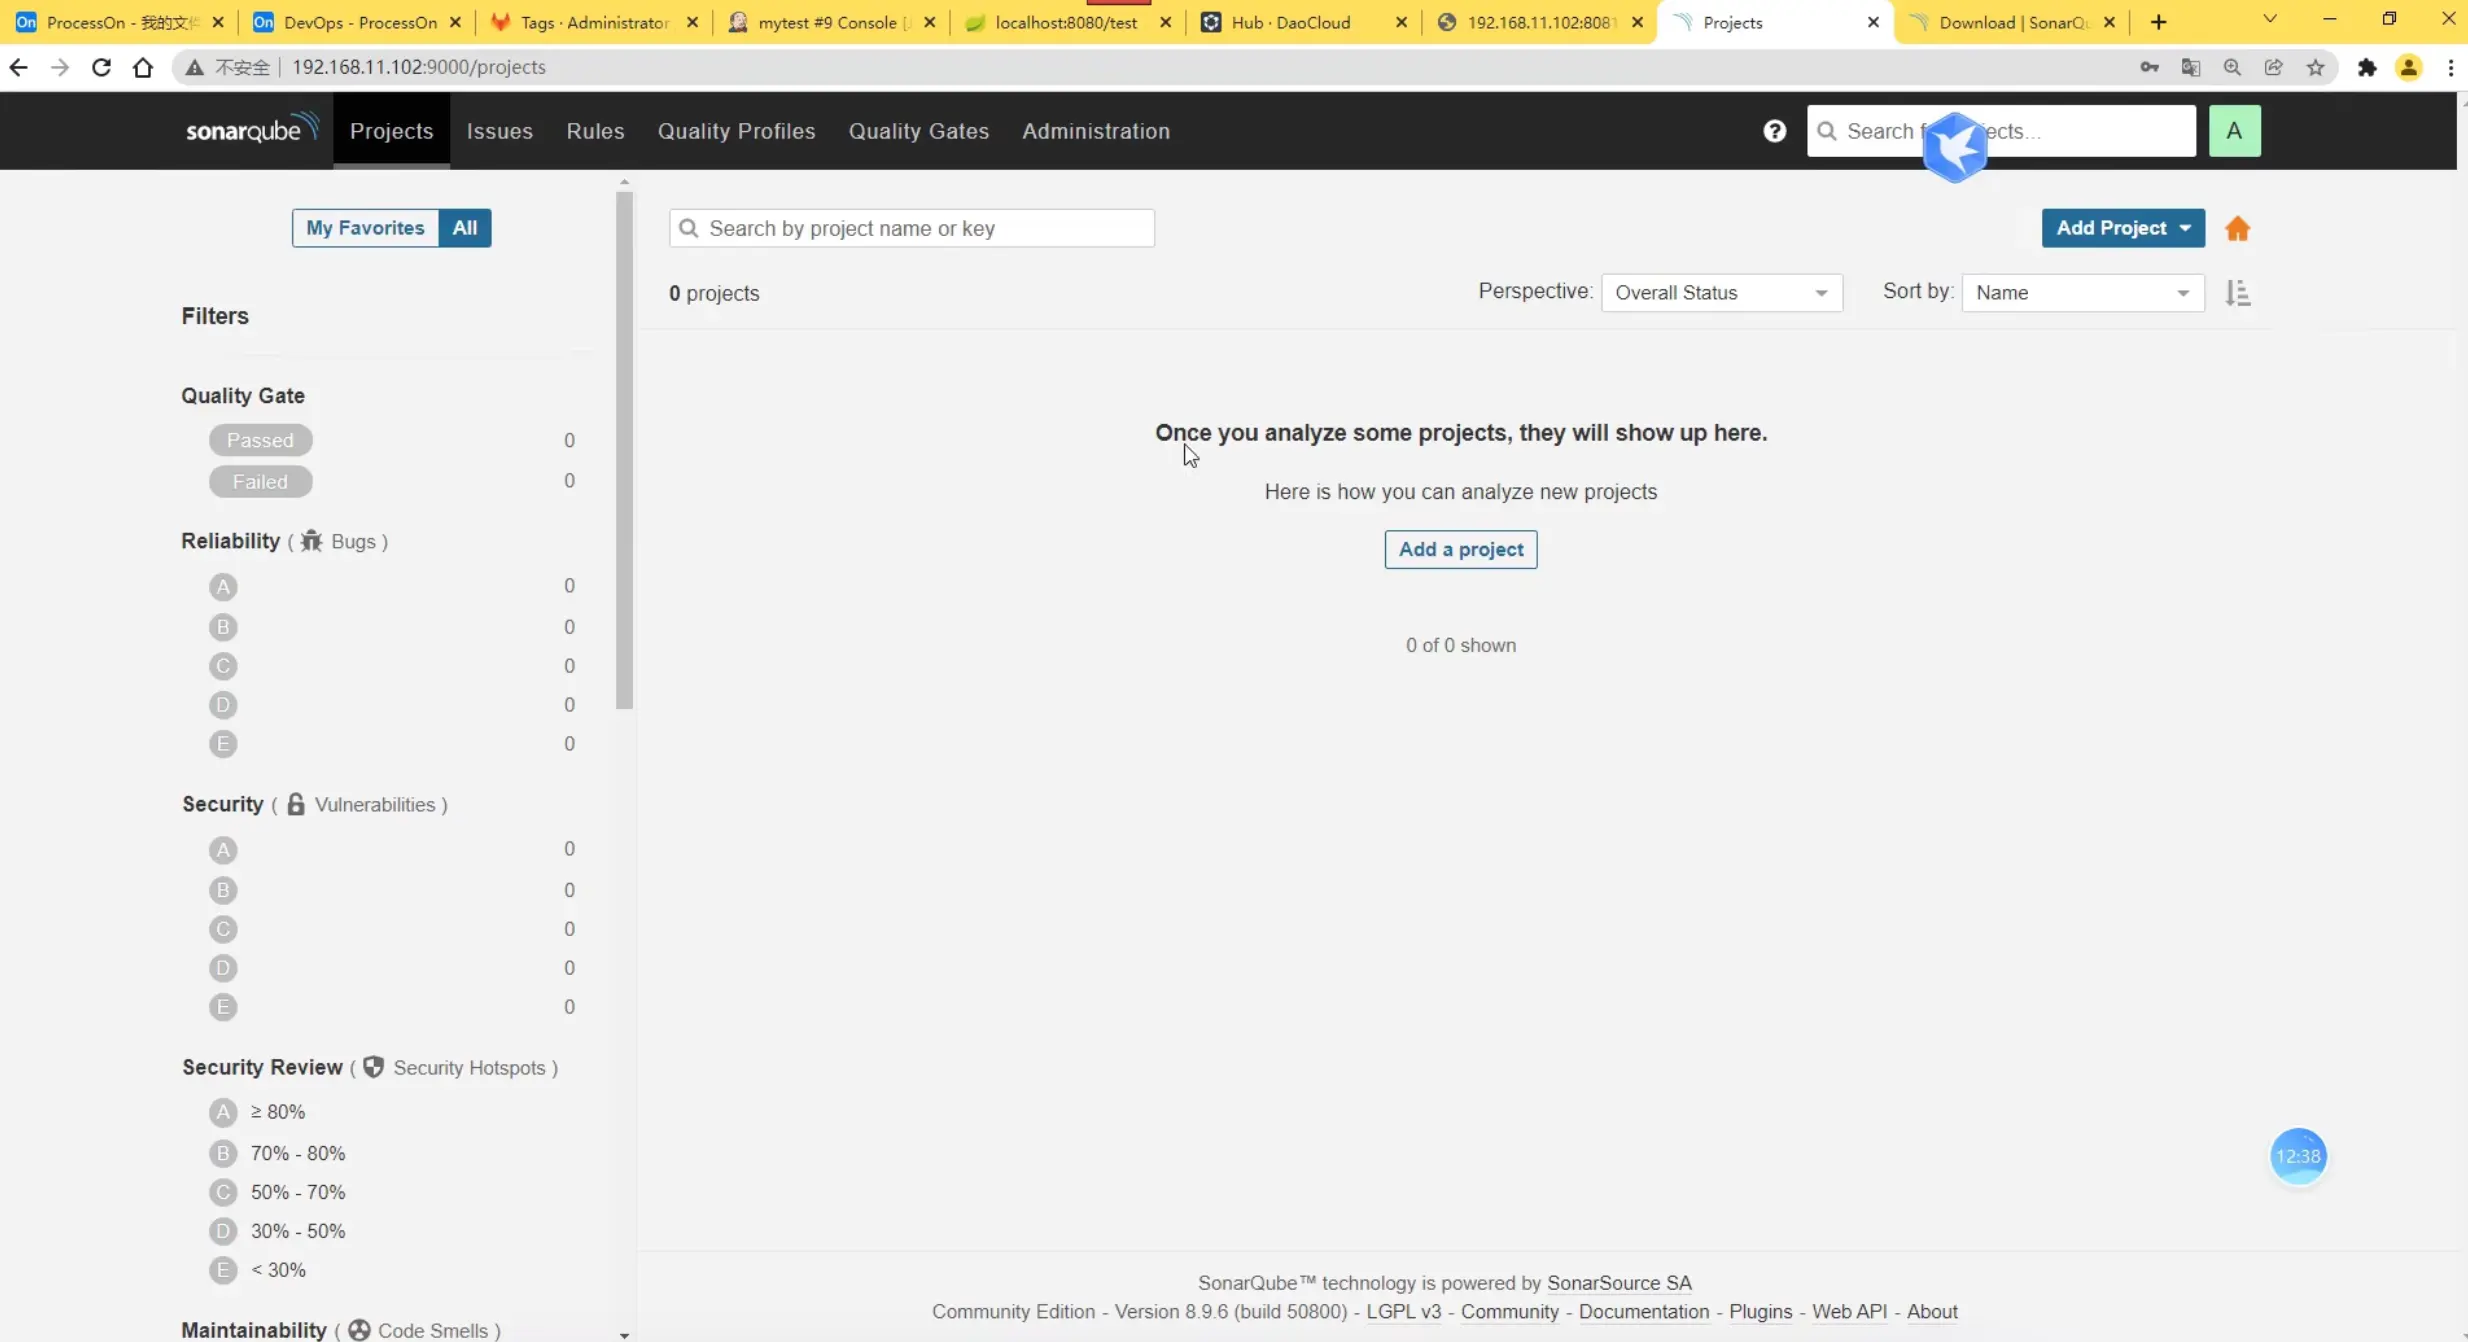 ProcessOn - 我的文件
DevOps - ProcessOn
Tags · Administrator
mytest #9 Console [J
localhost:8080/test
Hub · DaoCloud
192.168.11.102:8081
Projects
Download | SonarQu
不安全 192.168.11.102:9000/projects
sonarqube Projects Issues Rules Quality Profiles Quality Gates Administration Search A
My Favorites All
Search by project name or key
Add Project
0 projects
Perspective: Overall Status
Sort by: Name
Filters
Quality Gate
Passed 0
Failed 0
Reliability ( Bugs )
A 0
B 0
C 0
D 0
E 0
Security ( Vulnerabilities )
A 0
B 0
C 0
D 0
E 0
Security Review ( Security Hotspots )
A ≥ 80%
B 70% - 80%
C 50% - 70%
D 30% - 50%
E < 30%
Maintainability ( Code Smells )
Once you analyze some projects, they will show up here.
Here is how you can analyze new projects
Add a project
0 of 0 shown
12:38
SonarQube™ technology is powered by SonarSource SA
Community Edition - Version 8.9.6 (build 50800) - LGPL v3 - Community - Documentation - Plugins - Web API - About